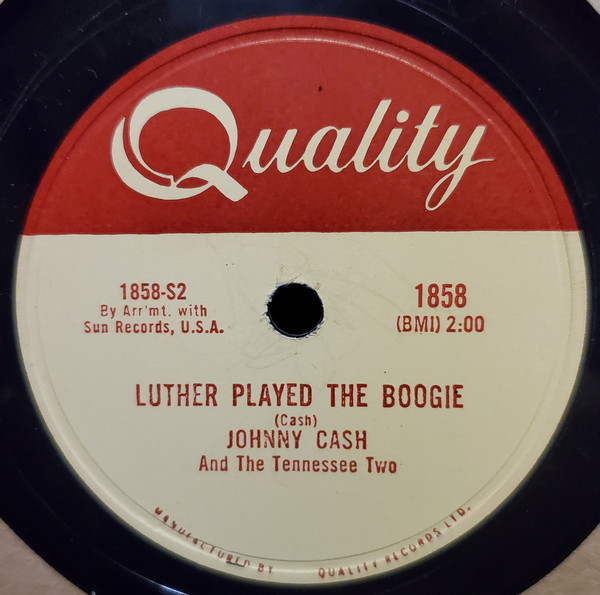 Quality
1858-S2
By Arr'mt. with
Sun Records, U.S.A.
1858
(BMI) 2:00
LUTHER PLAYED THE BOOGIE
(Cash)
JOHNNY CASH
And The Tennessee Two
MANUFACTURED BY QUALITY RECORDS LTD.